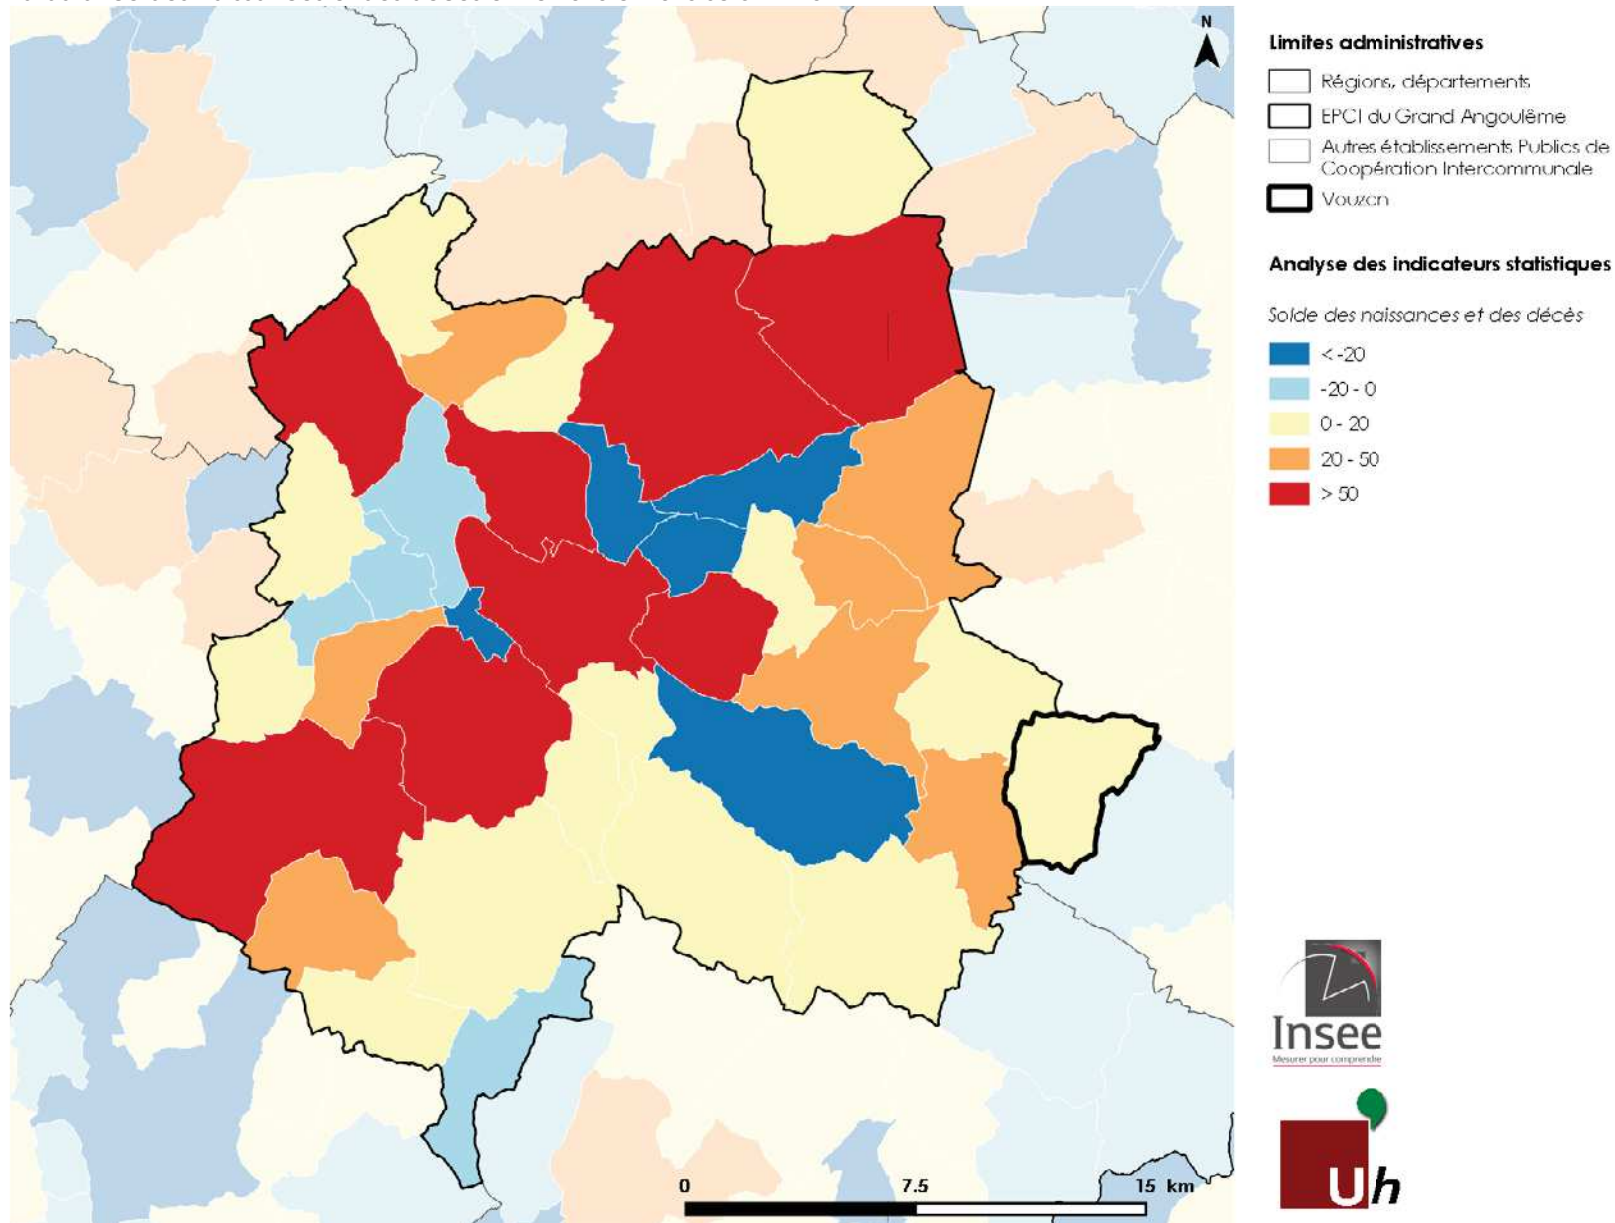 N
Limites administratives
Régions, départements
EPCI du Grand Angoulême
Autres établissements Publics de
Coopération Intercommunale
Vouzan
Analyse des indicateurs statistiques
Solde des naissances et des décès
< -20
-20 - 0
0 - 20
20 - 50
> 50
Insee
Mesurer pour comprendre
Uh
0 7.5 15 km